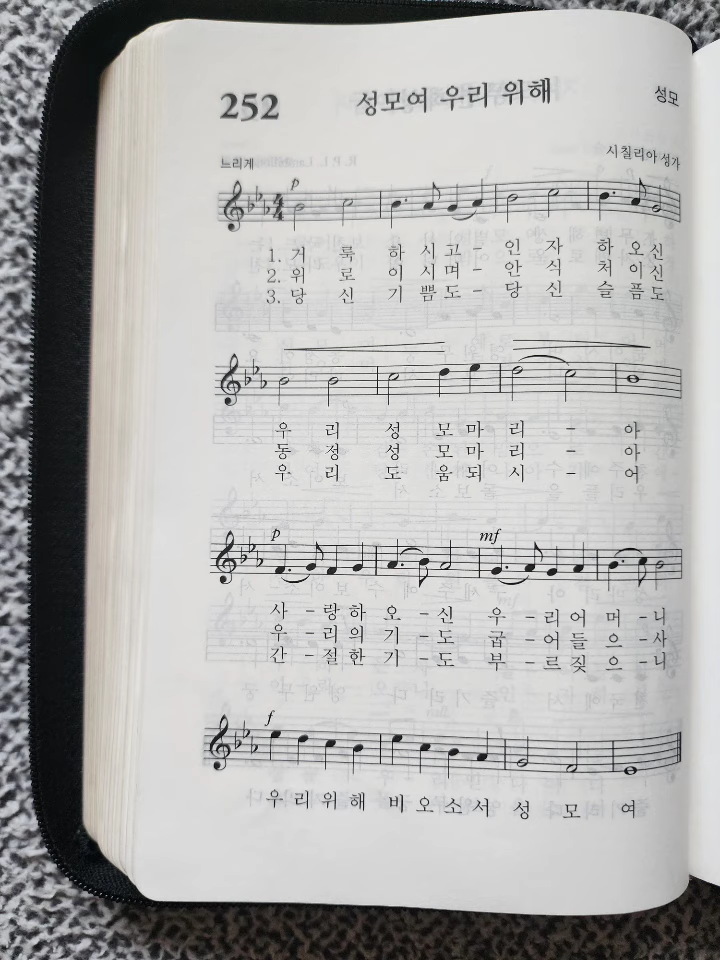 252 성모여 우리 위해 성모
느리게 시칠리아 성가
p
1. 거 룩 하 시 고 - 인 자 하 오 신
2. 위 로 이 시 며 - 안 식 처 이 신
3. 당 신 기 쁨 도 - 당 신 슬 픔 도
우 리 성 모 마 리 - 아
동 정 성 모 마 리 - 아
우 리 도 움 되 시 - 어
p mf
사 - 랑 하 오 - 신 우 - 리 어 머 - 니
우 - 리 의 기 - 도 굽 - 어 들 으 - 사
간 - 절 한 기 - 도 부 - 르 짖 으 - 니
f
우 리 위 해 비 오 소 서 성 모 여